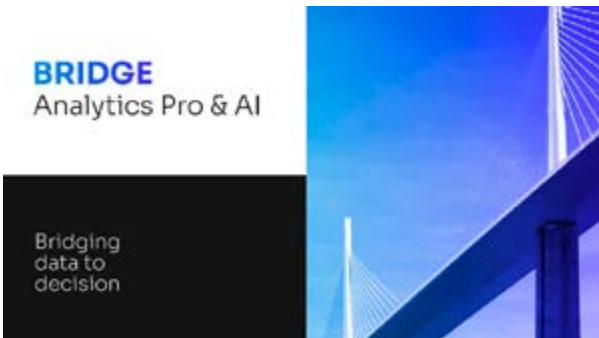 BRIDGE
Analytics Pro & AI
Bridging
data to
decision